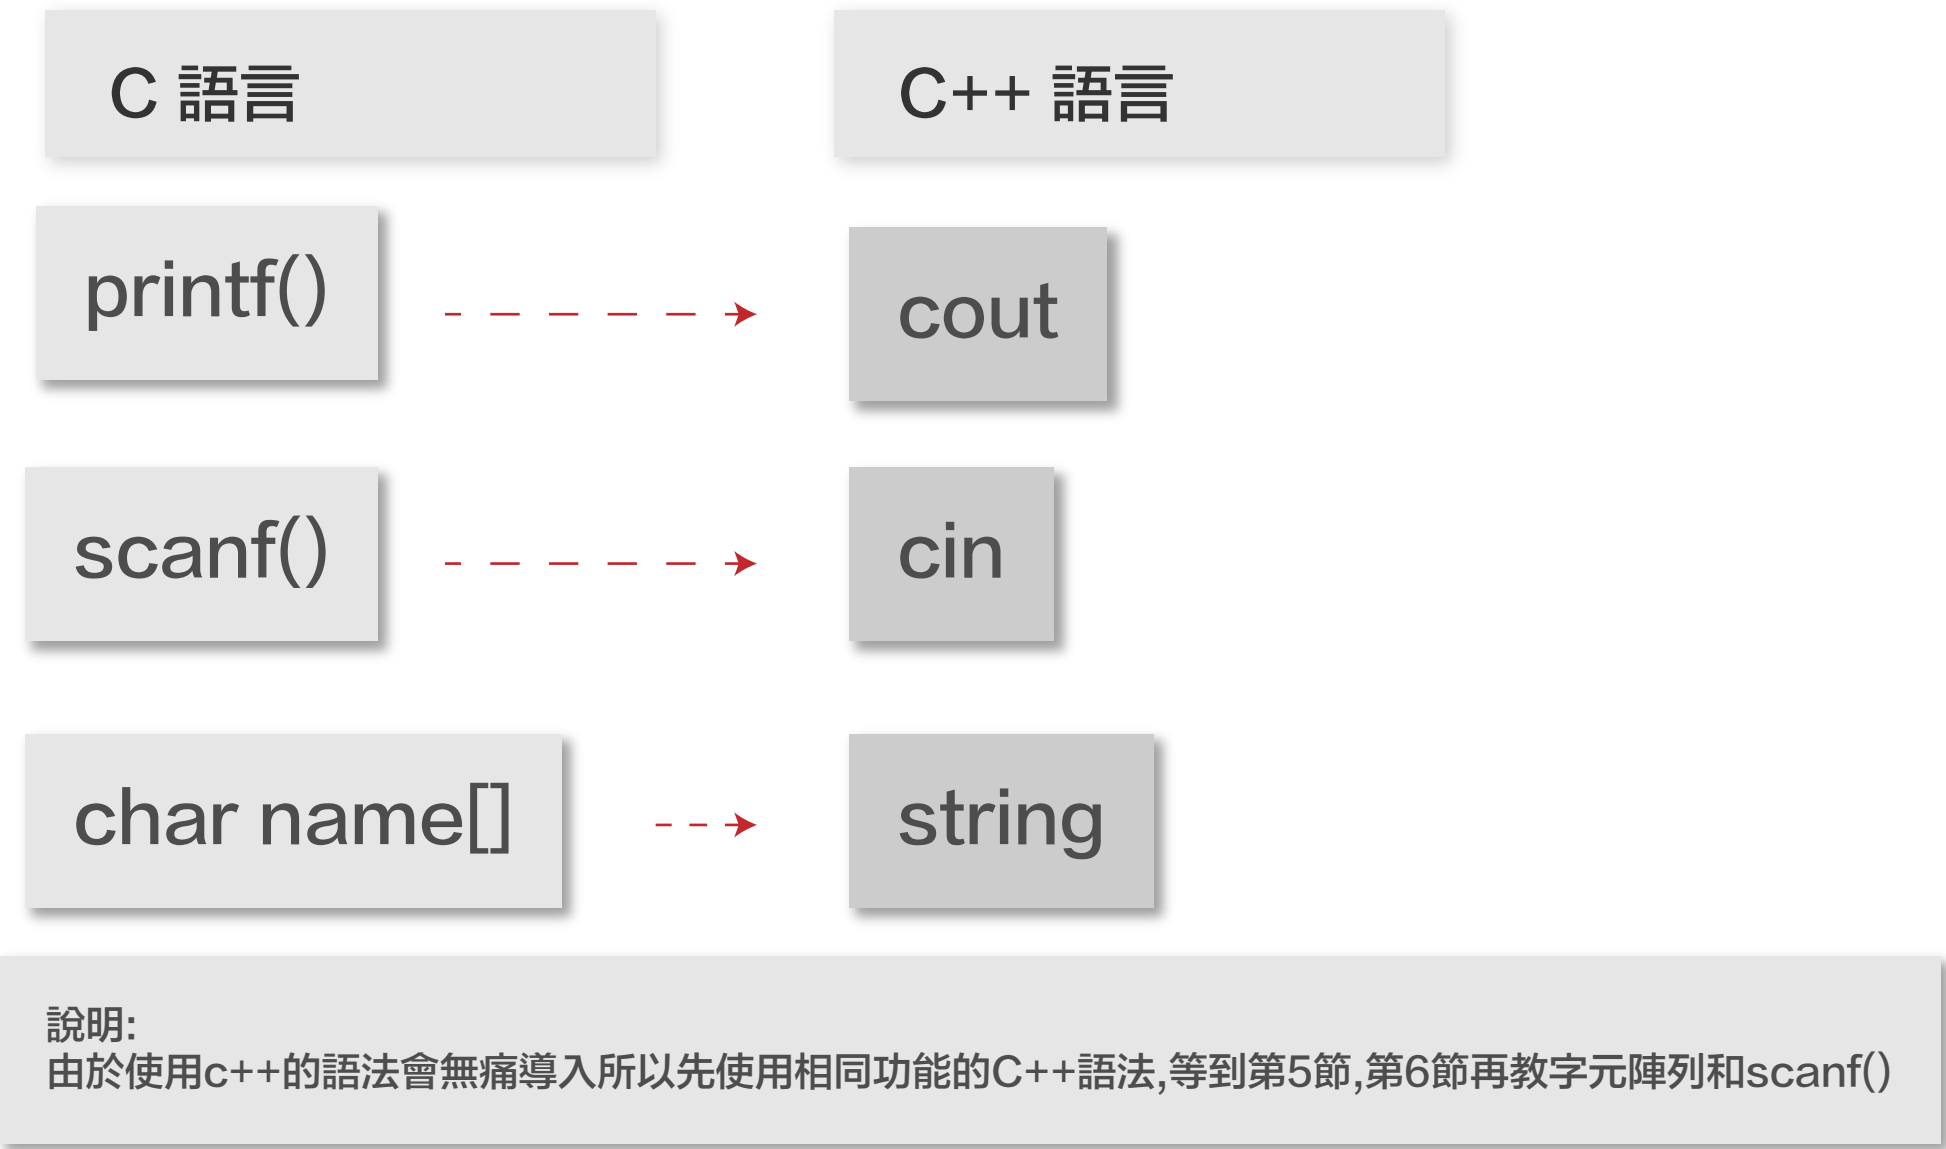 C 語言
C++ 語言
printf()
cout
scanf()
cin
char name[]
string
說明:
由於使用c++的語法會無痛導入所以先使用相同功能的C++語法,等到第5節,第6節再教字元陣列和scanf()